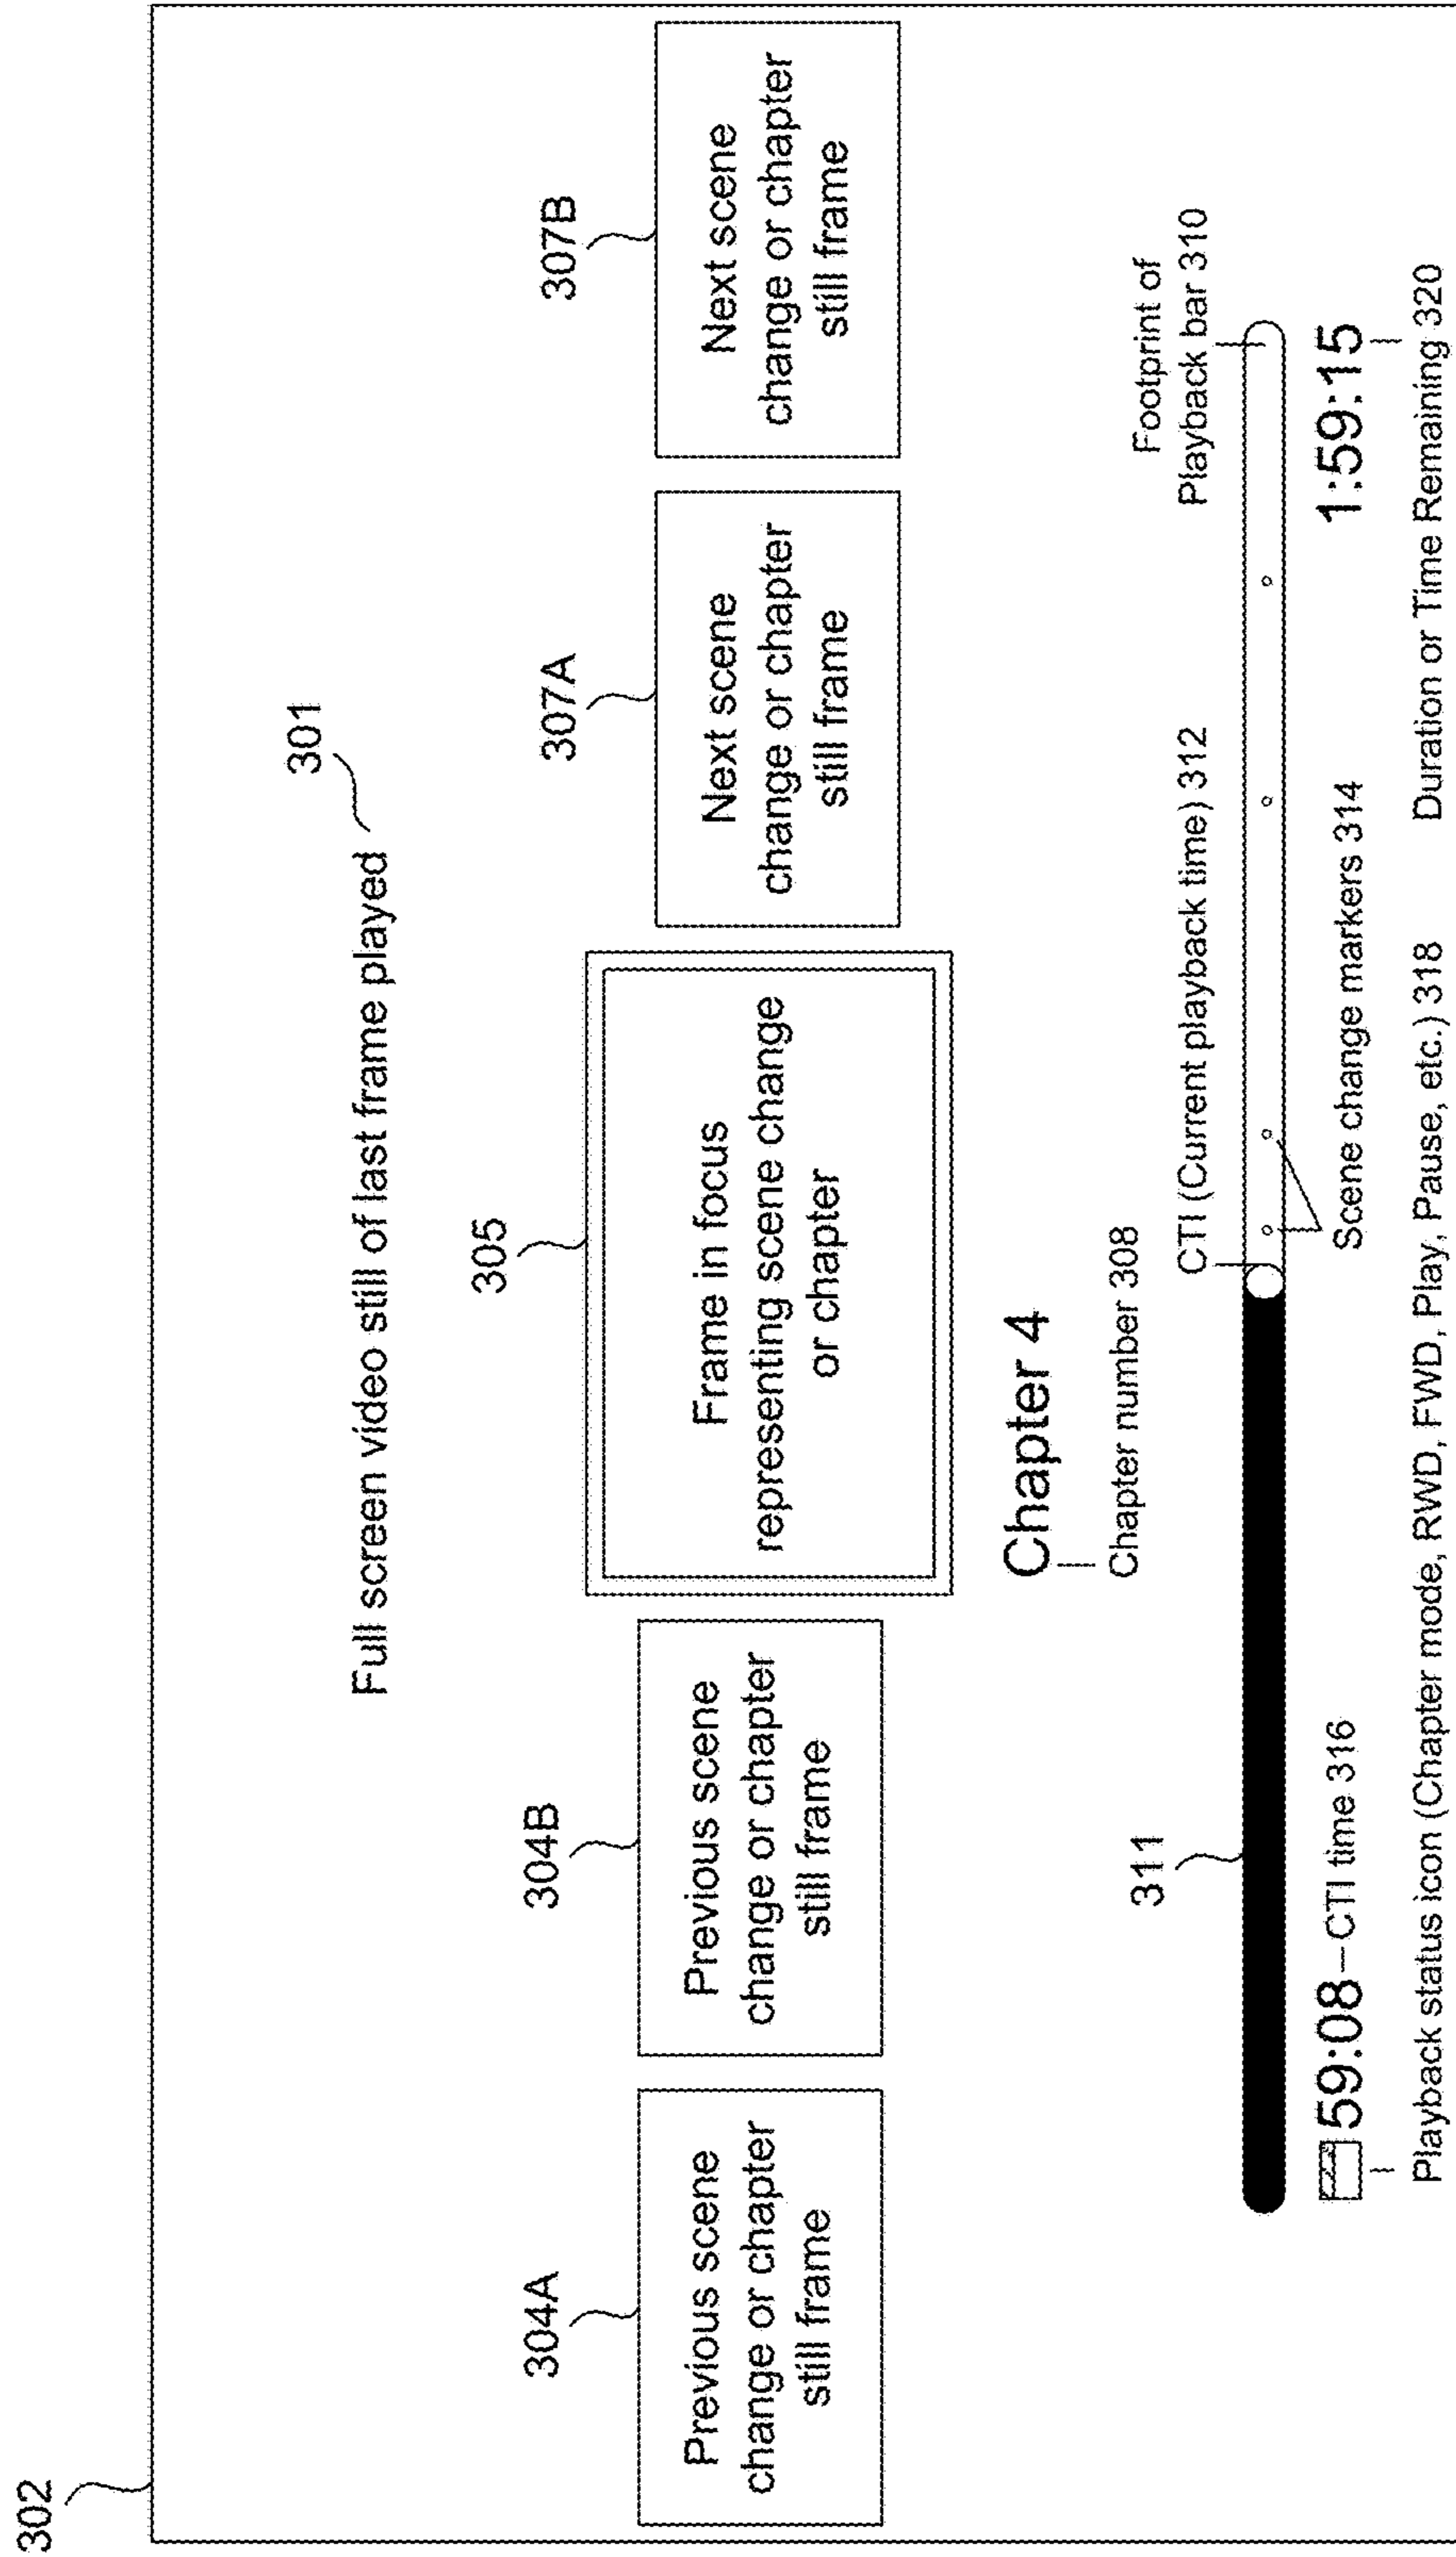 302
Full screen video still of last frame played
301
304A
304B
305
307A
307B
Previous scene
change or chapter
still frame
Previous scene
change or chapter
still frame
Frame in focus
representing scene change
or chapter
Next scene
change or chapter
still frame
Next scene
change or chapter
still frame
Chapter 4
Chapter number 308
311
CTI (Current playback time) 312
Footprint of
Playback bar 310
59:08
CTI time 316
Scene change markers 314
1:59:15
Playback status icon (Chapter mode, RWD, FWD, Play, Pause, etc.) 318
Duration or Time Remaining 320